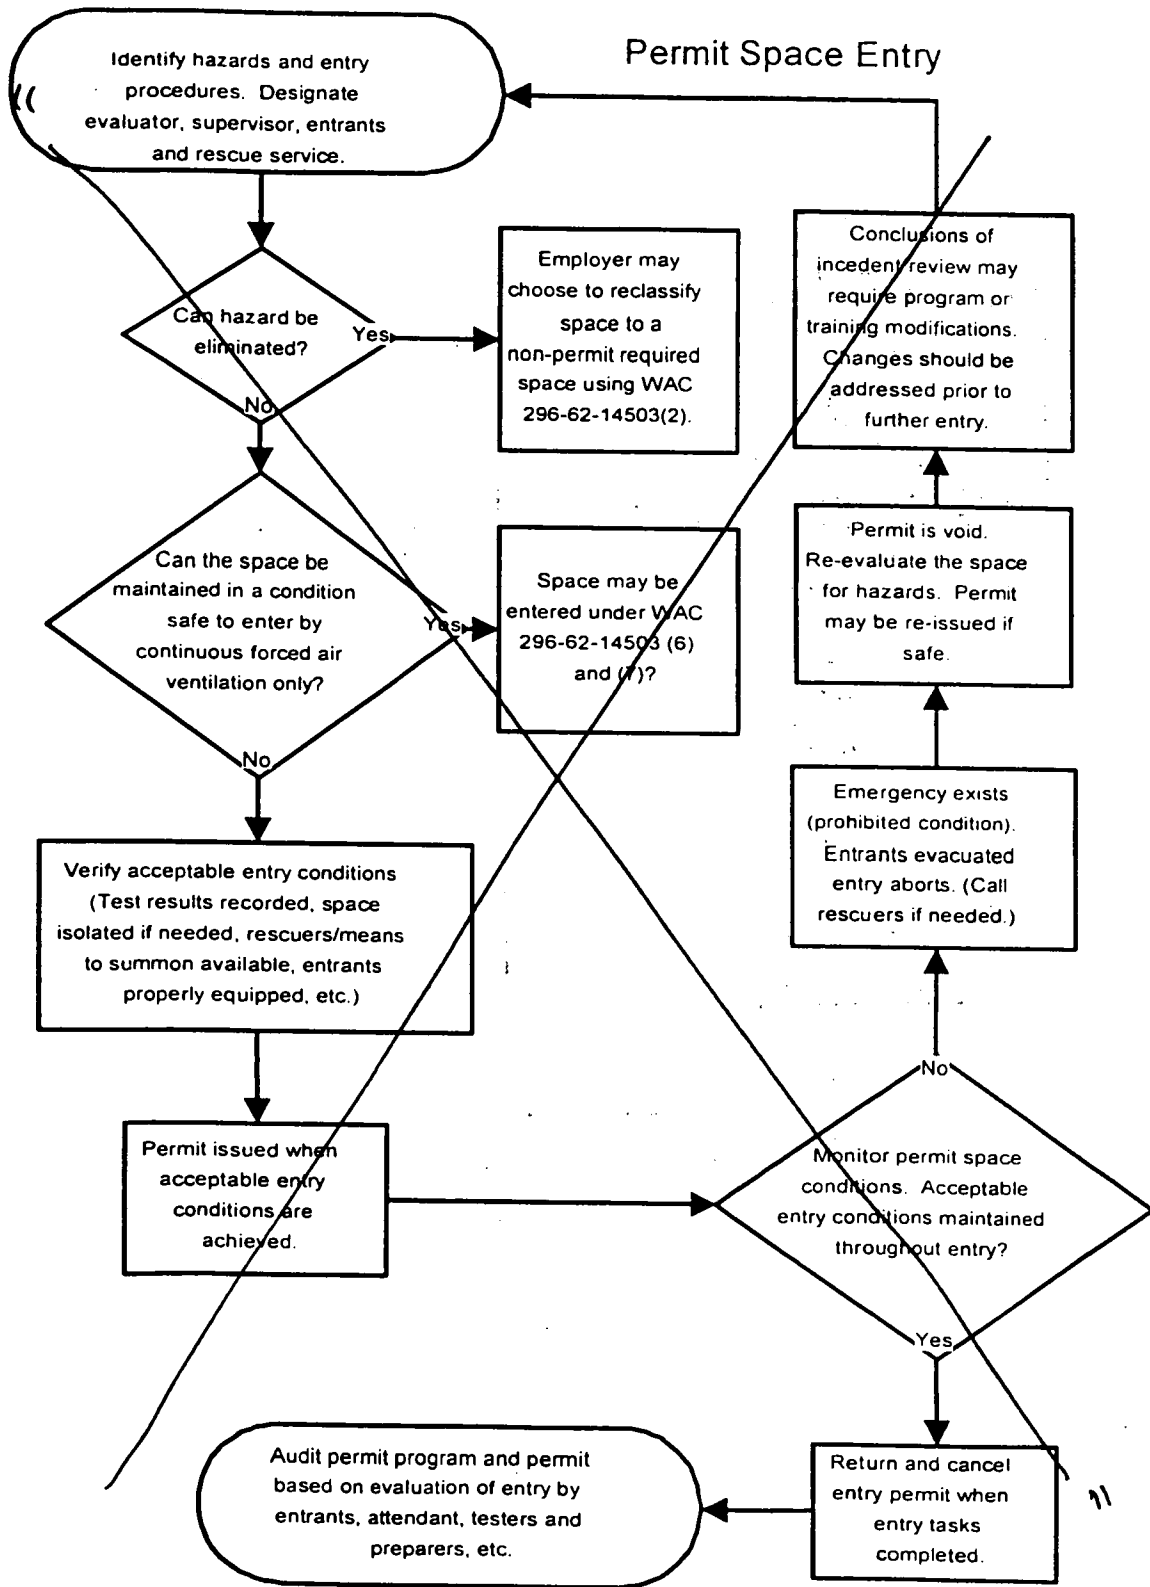 Permit Space Entry
Identify hazards and entry
procedures. Designate
evaluator, supervisor, entrants
and rescue service.
((
Can hazard be
eliminated?
Yes
No
Employer may
choose to reclassify
space to a
non-permit required
space using WAC
296-62-14503(2).
Can the space be
maintained in a condition
safe to enter by
continuous forced air
ventilation only?
Yes
No
Space may be
entered under WAC
296-62-14503 (6)
and (7)?
Verify acceptable entry conditions
(Test results recorded, space
isolated if needed, rescuers/means
to summon available, entrants
properly equipped, etc.)
Permit issued when
acceptable entry
conditions are
achieved.
Monitor permit space
conditions. Acceptable
entry conditions maintained
throughout entry?
No
Yes
Emergency exists
(prohibited condition).
Entrants evacuated
entry aborts. (Call
rescuers if needed.)
Permit is void.
Re-evaluate the space
for hazards. Permit
may be re-issued if
safe.
Conclusions of
incedent review may
require program or
training modifications.
Changes should be
addressed prior to
further entry.
Return and cancel
entry permit when
entry tasks
completed.
))
Audit permit program and permit
based on evaluation of entry by
entrants, attendant, testers and
preparers, etc.